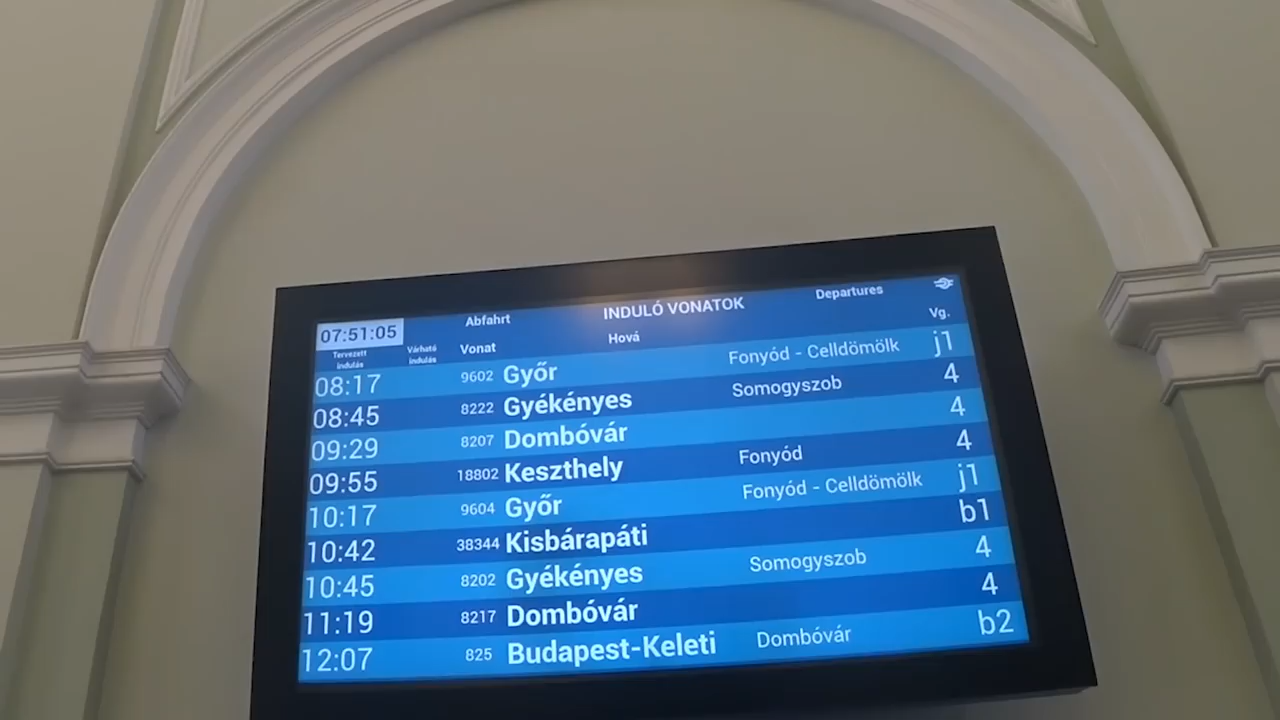 07:51:05 Abfahrt INDULÓ VONATOK Departures
Tervezett indulás Várható indulás Vonat Hová Vg.
08:17 9602 Győr Fonyód - Celldömölk j1
08:45 8222 Gyékényes Somogyszob 4
09:29 8207 Dombóvár 4
09:55 18802 Keszthely Fonyód 4
10:17 9604 Győr Fonyód - Celldömölk j1
10:42 38344 Kisbárapáti b1
10:45 8202 Gyékényes Somogyszob 4
11:19 8217 Dombóvár 4
12:07 825 Budapest-Keleti Dombóvár b2